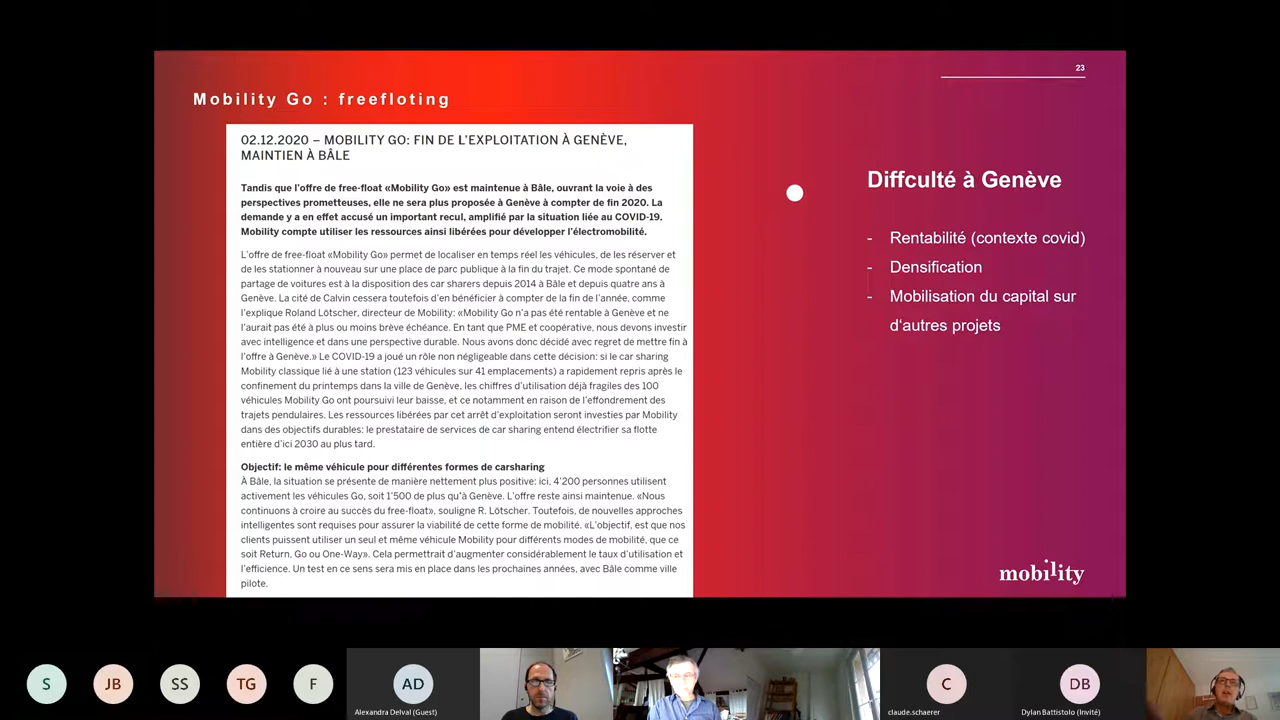 23
Mobility Go : freefloting
02.12.2020 – MOBILITY GO: FIN DE L'EXPLOITATION À GENÈVE,
MAINTIEN À BÂLE
Tandis que l'offre de free-float «Mobility Go» est maintenue à Bâle, ouvrant la voie à des
perspectives prometteuses, elle ne sera plus proposée à Genève à compter de fin 2020. La
demande y a en effet accusé un important recul, amplifié par la situation liée au COVID-19.
Mobility compte utiliser les ressources ainsi libérées pour développer l'électromobilité.
L'offre de free-float «Mobility Go» permet de localiser en temps réel les véhicules, de les réserver et
de les stationner à nouveau sur une place de parc publique à la fin du trajet. Ce mode spontané de
partage de voitures est à la disposition des car sharers depuis 2014 à Bâle et depuis quatre ans à
Genève. La cité de Calvin cessera toutefois d'en bénéficier à compter de la fin de l'année, comme
l'explique Roland Lötscher, directeur de Mobility: «Mobility Go n'a pas été rentable à Genève et ne
l'aurait pas été à plus ou moins brève échéance. En tant que PME et coopérative, nous devons investir
avec intelligence et dans une perspective durable. Nous avons donc décidé avec regret de mettre fin à
l'offre à Genève.» Le COVID-19 a joué un rôle non négligeable dans cette décision: si le car sharing
Mobility classique lié à une station (123 véhicules sur 41 emplacements) a rapidement repris après le
confinement du printemps dans la ville de Genève, les chiffres d'utilisation déjà fragiles des 100
véhicules Mobility Go ont poursuivi leur baisse, et ce notamment en raison de l'effondrement des
trajets pendulaires. Les ressources libérées par cet arrêt d'exploitation seront investies par Mobility
dans des objectifs durables: le prestataire de services de car sharing entend électrifier sa flotte
entière d'ici 2030 au plus tard.
Objectif: le même véhicule pour différentes formes de carsharing
À Bâle, la situation se présente de manière nettement plus positive: ici, 4'200 personnes utilisent
activement les véhicules Go, soit 1'500 de plus qu'à Genève. L'offre reste ainsi maintenue. «Nous
continuons à croire au succès du free-float», souligne R. Lötscher. Toutefois, de nouvelles approches
intelligentes sont requises pour assurer la viabilité de cette forme de mobilité. «L'objectif, est que nos
clients puissent utiliser un seul et même véhicule Mobility pour différents modes de mobilité, que ce
soit Return, Go ou One-Way». Cela permettrait d'augmenter considérablement le taux d'utilisation et
l'efficience. Un test en ce sens sera mis en place dans les prochaines années, avec Bâle comme ville
pilote.
Diffculté à Genève
- Rentabilité (contexte covid)
- Densification
- Mobilisation du capital sur
d'autres projets
mobility
S
JB
SS
TG
F
AD
Alexandra Delval (Guest)
C
claude.schaerer
DB
Dylan Battistolo (Invité)